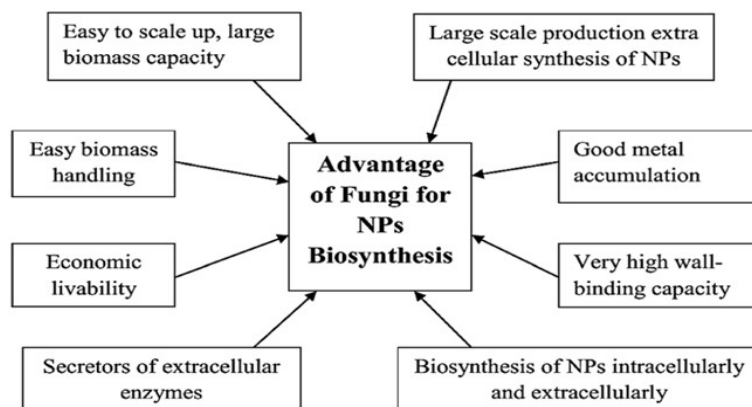 Easy to scale up, large
biomass capacity
Large scale production extra
cellular synthesis of NPs
Easy biomass
handling
Advantage
of Fungi for
NPs
Biosynthesis
Good metal
accumulation
Economic
livability
Very high wall-
binding capacity
Secretors of extracellular
enzymes
Biosynthesis of NPs intracellularly
and extracellularly